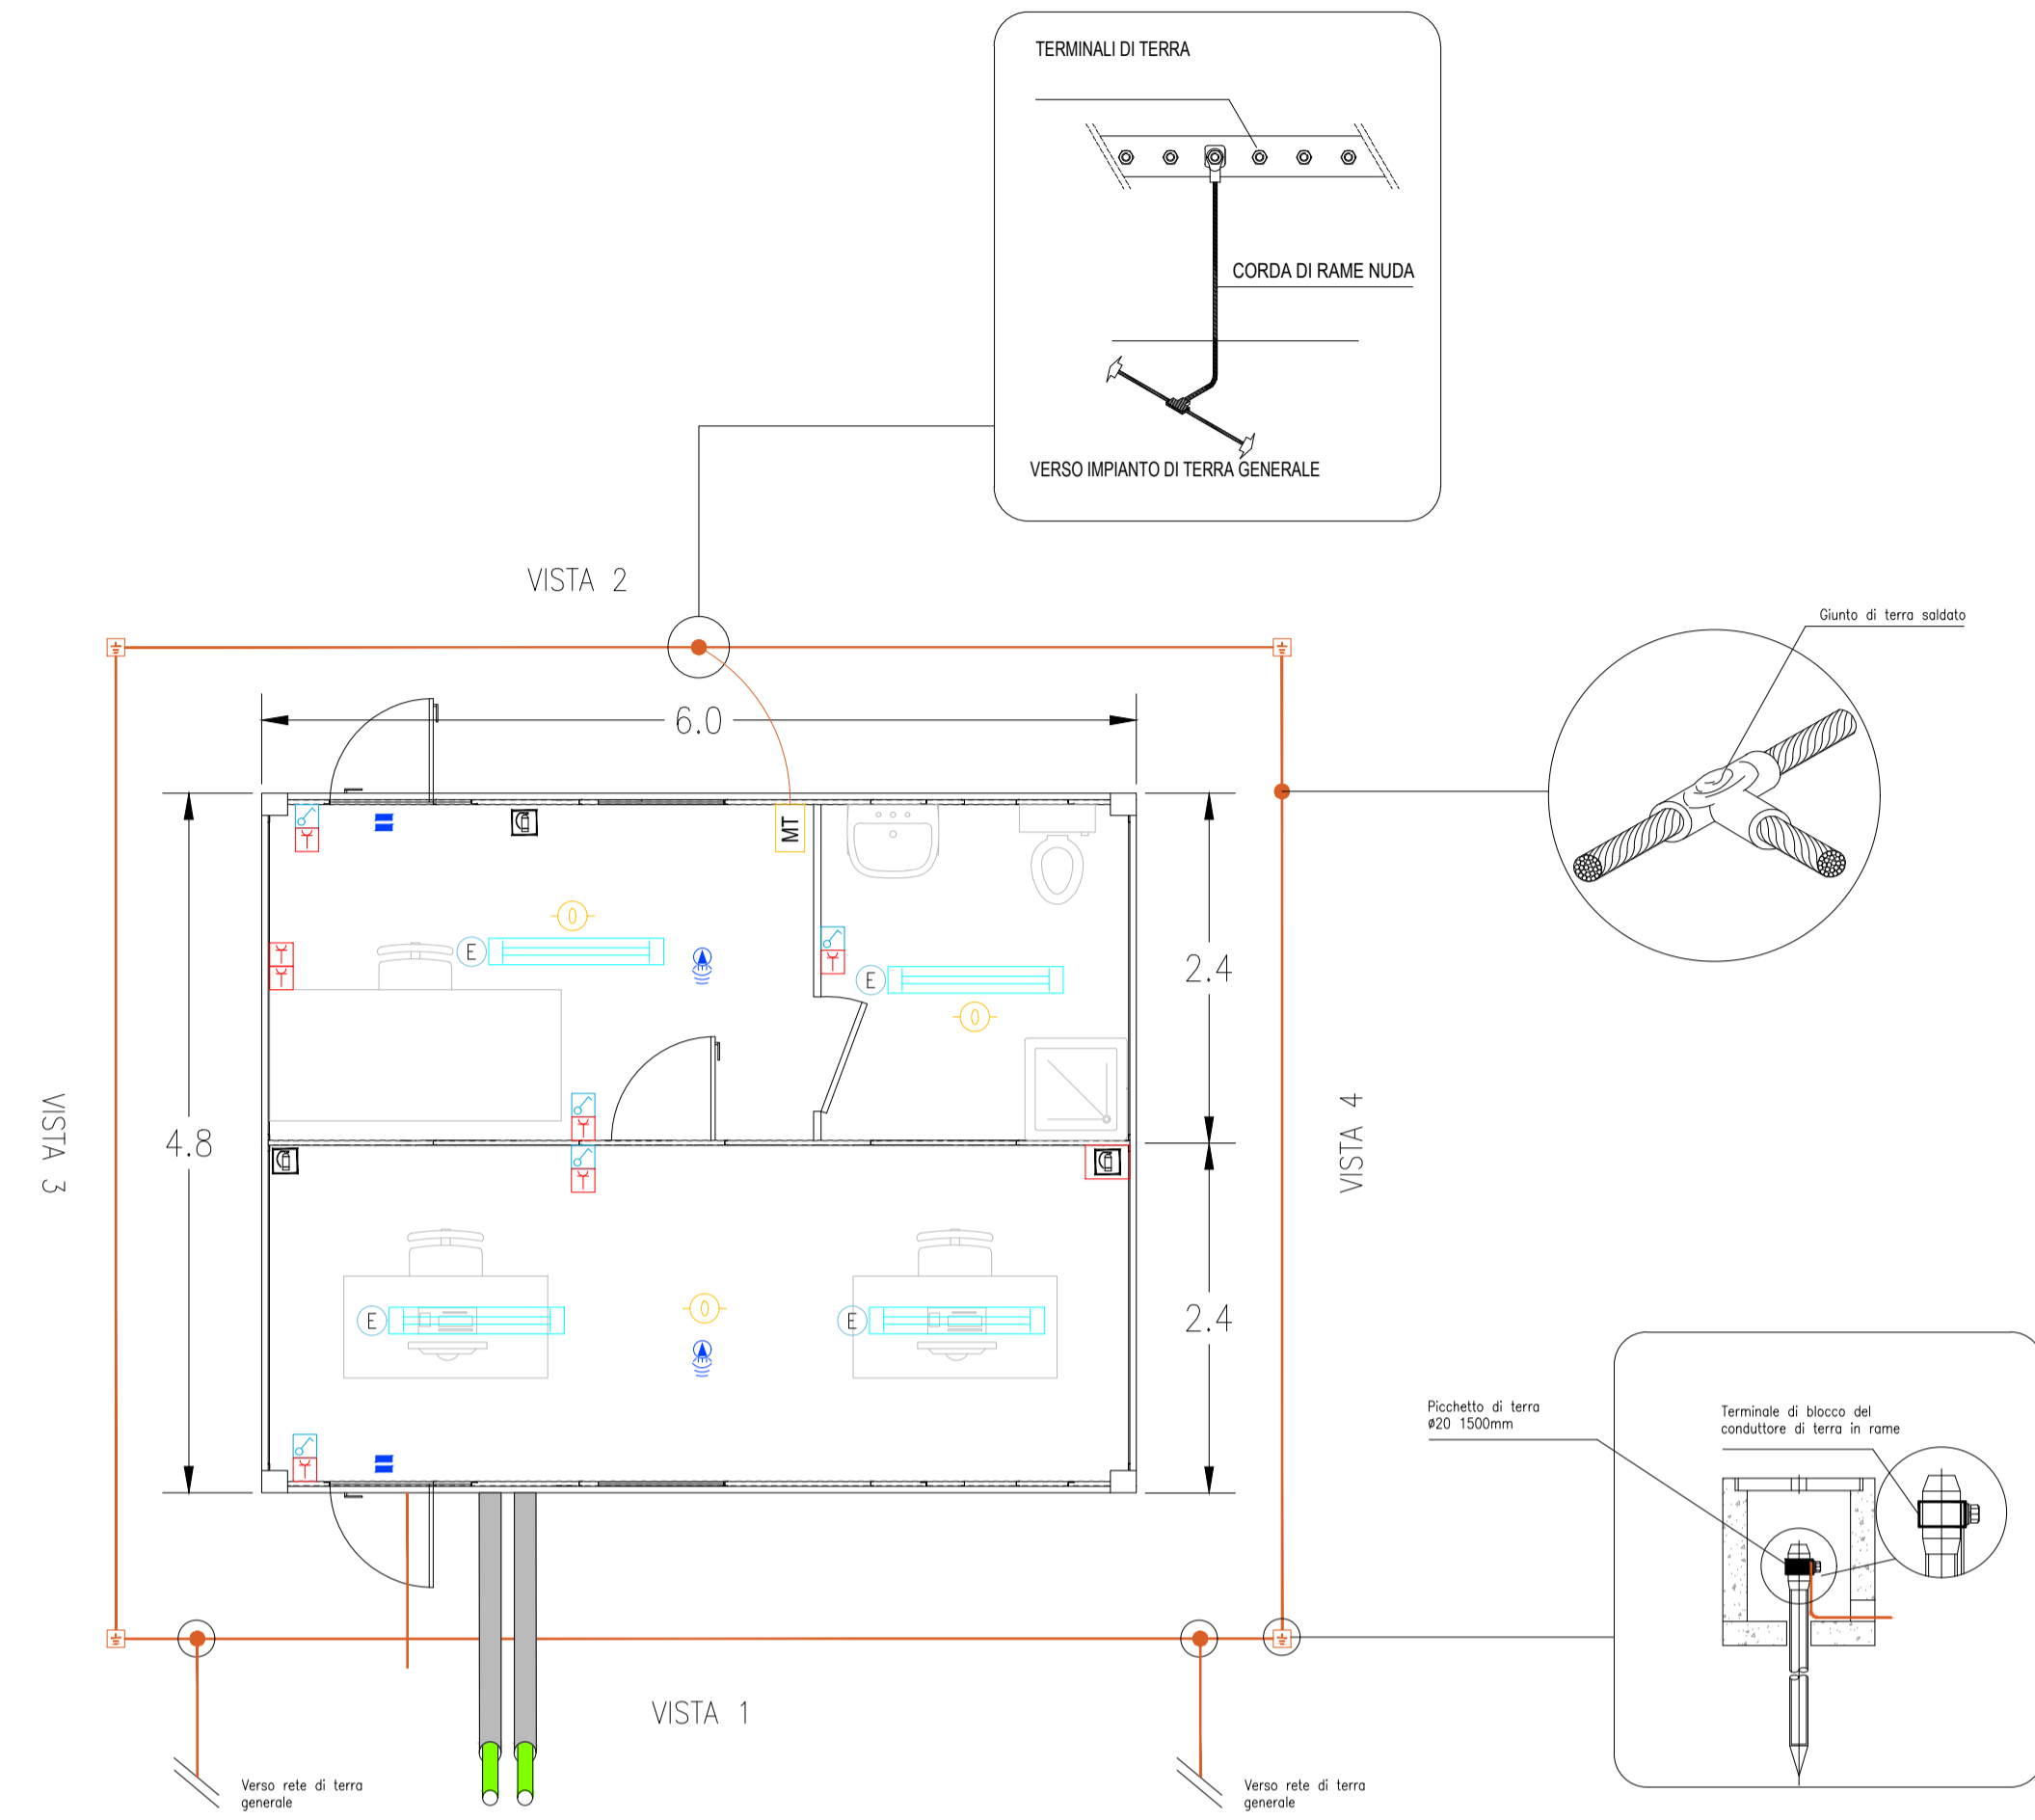 TERMINALI DI TERRA
CORDA DI RAME NUDA
VERSO IMPIANTO DI TERRA GENERALE
VISTA 2
Giunto di terra saldato
6.0
MT
E
E
2.4
VISTA 3
4.8
VISTA 4
E
E
2.4
Picchetto di terra
ø20 1500mm
Terminale di blocco del
conduttore di terra in rame
VISTA 1
Verso rete di terra
generale
Verso rete di terra
generale